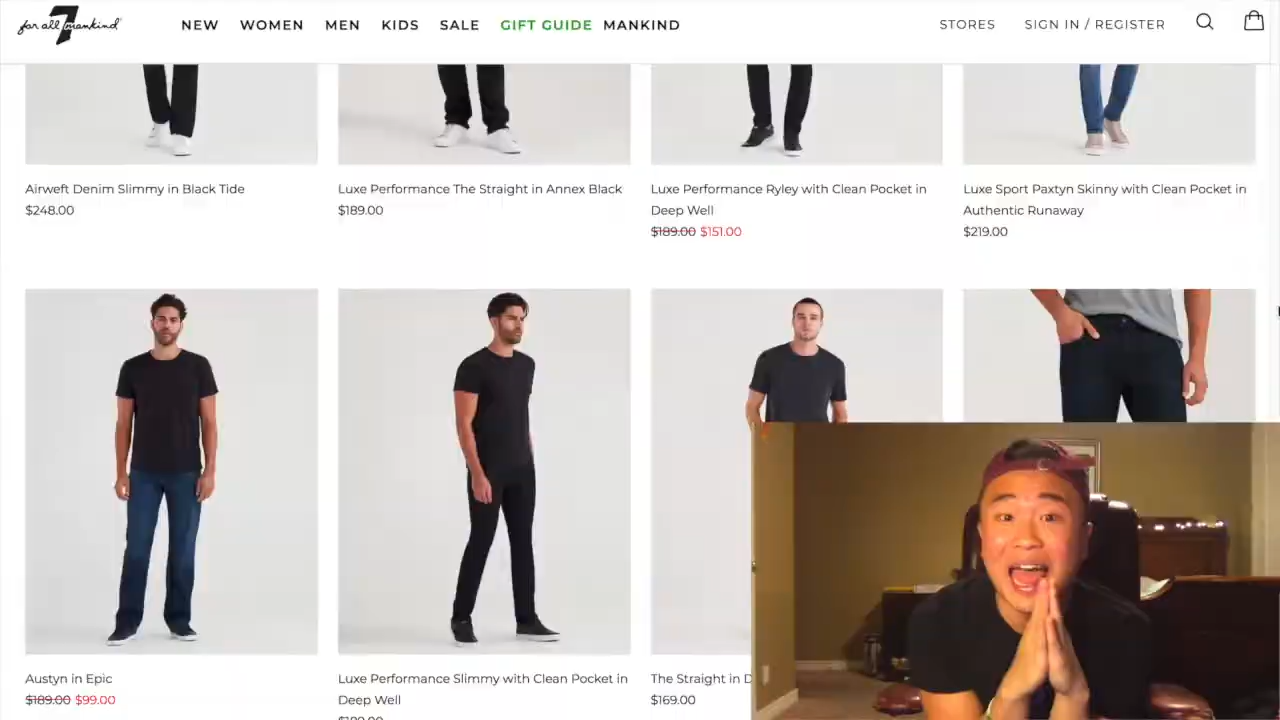 for all 7 mankind
NEW WOMEN MEN KIDS SALE GIFT GUIDE MANKIND STORES SIGN IN / REGISTER
Airweft Denim Slimmy in Black Tide
$248.00
Luxe Performance The Straight in Annex Black
$189.00
Luxe Performance Ryley with Clean Pocket in
Deep Well
$189.00 $151.00
Luxe Sport Paxtyn Skinny with Clean Pocket in
Authentic Runaway
$219.00
Austyn in Epic
$189.00 $99.00
Luxe Performance Slimmy with Clean Pocket in
Deep Well
$189.00
The Straight in D
$169.00